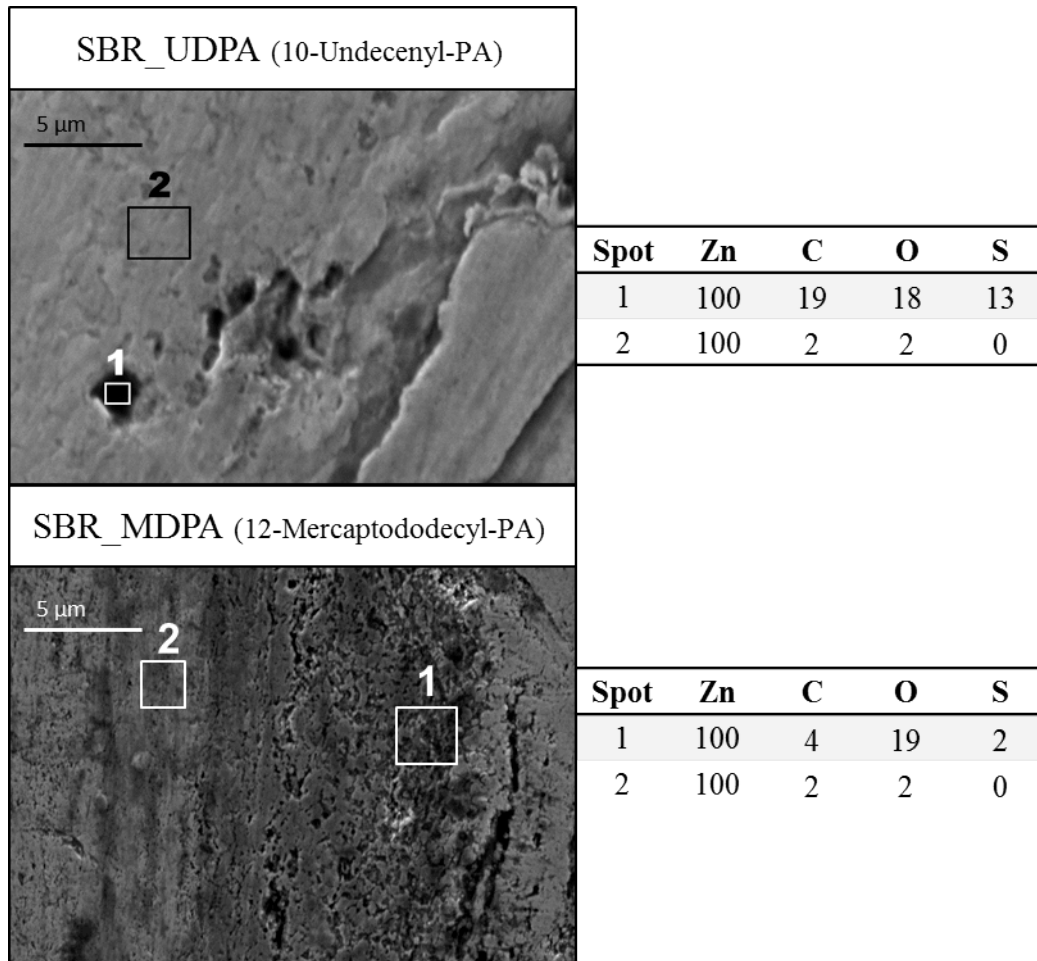 SBR_UDPA (10-Undecenyl-PA)
5 µm
2
1
Spot Zn C O S
1 100 19 18 13
2 100 2 2 0
SBR_MDPA (12-Mercaptododecyl-PA)
5 µm
2
1
Spot Zn C O S
1 100 4 19 2
2 100 2 2 0